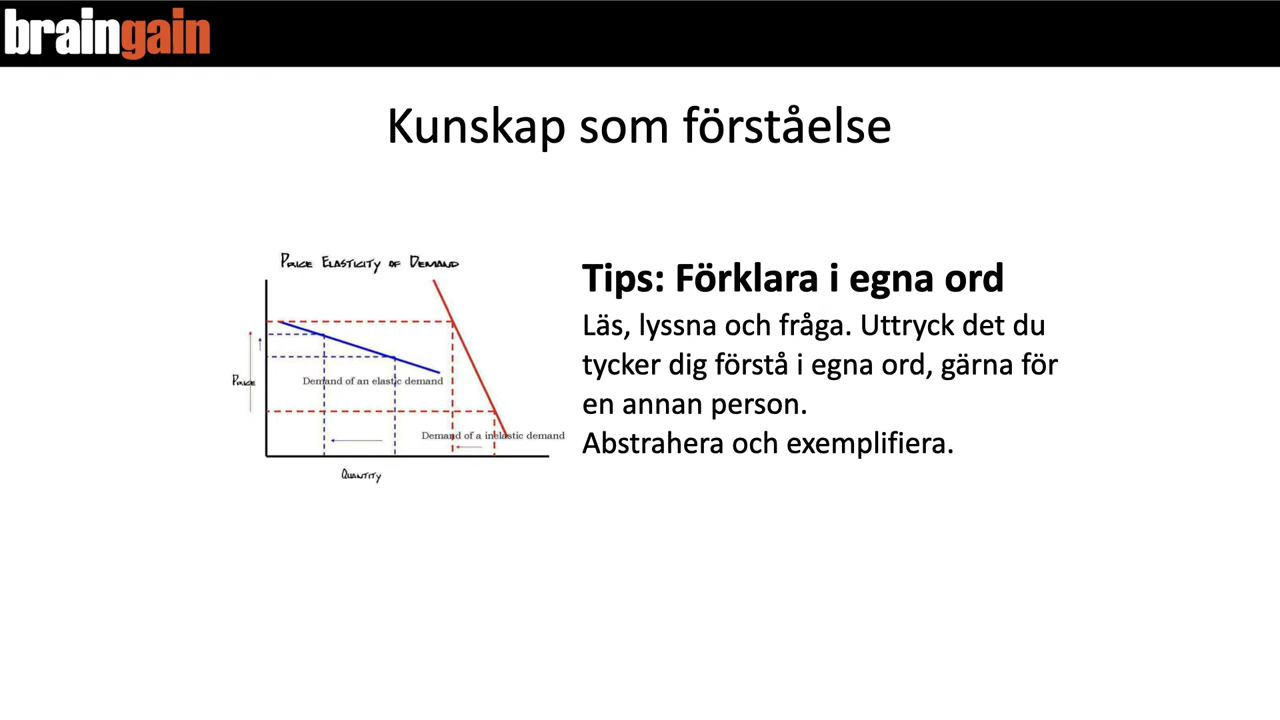 braingain
Kunskap som förståelse
PRICE ELASTICITY OF DEMAND
PRICE
Demand of an elastic demand
Demand of a inelastic demand
QUANTITY
Tips: Förklara i egna ord
Läs, lyssna och fråga. Uttryck det du
tycker dig förstå i egna ord, gärna för
en annan person.
Abstrahera och exemplifiera.